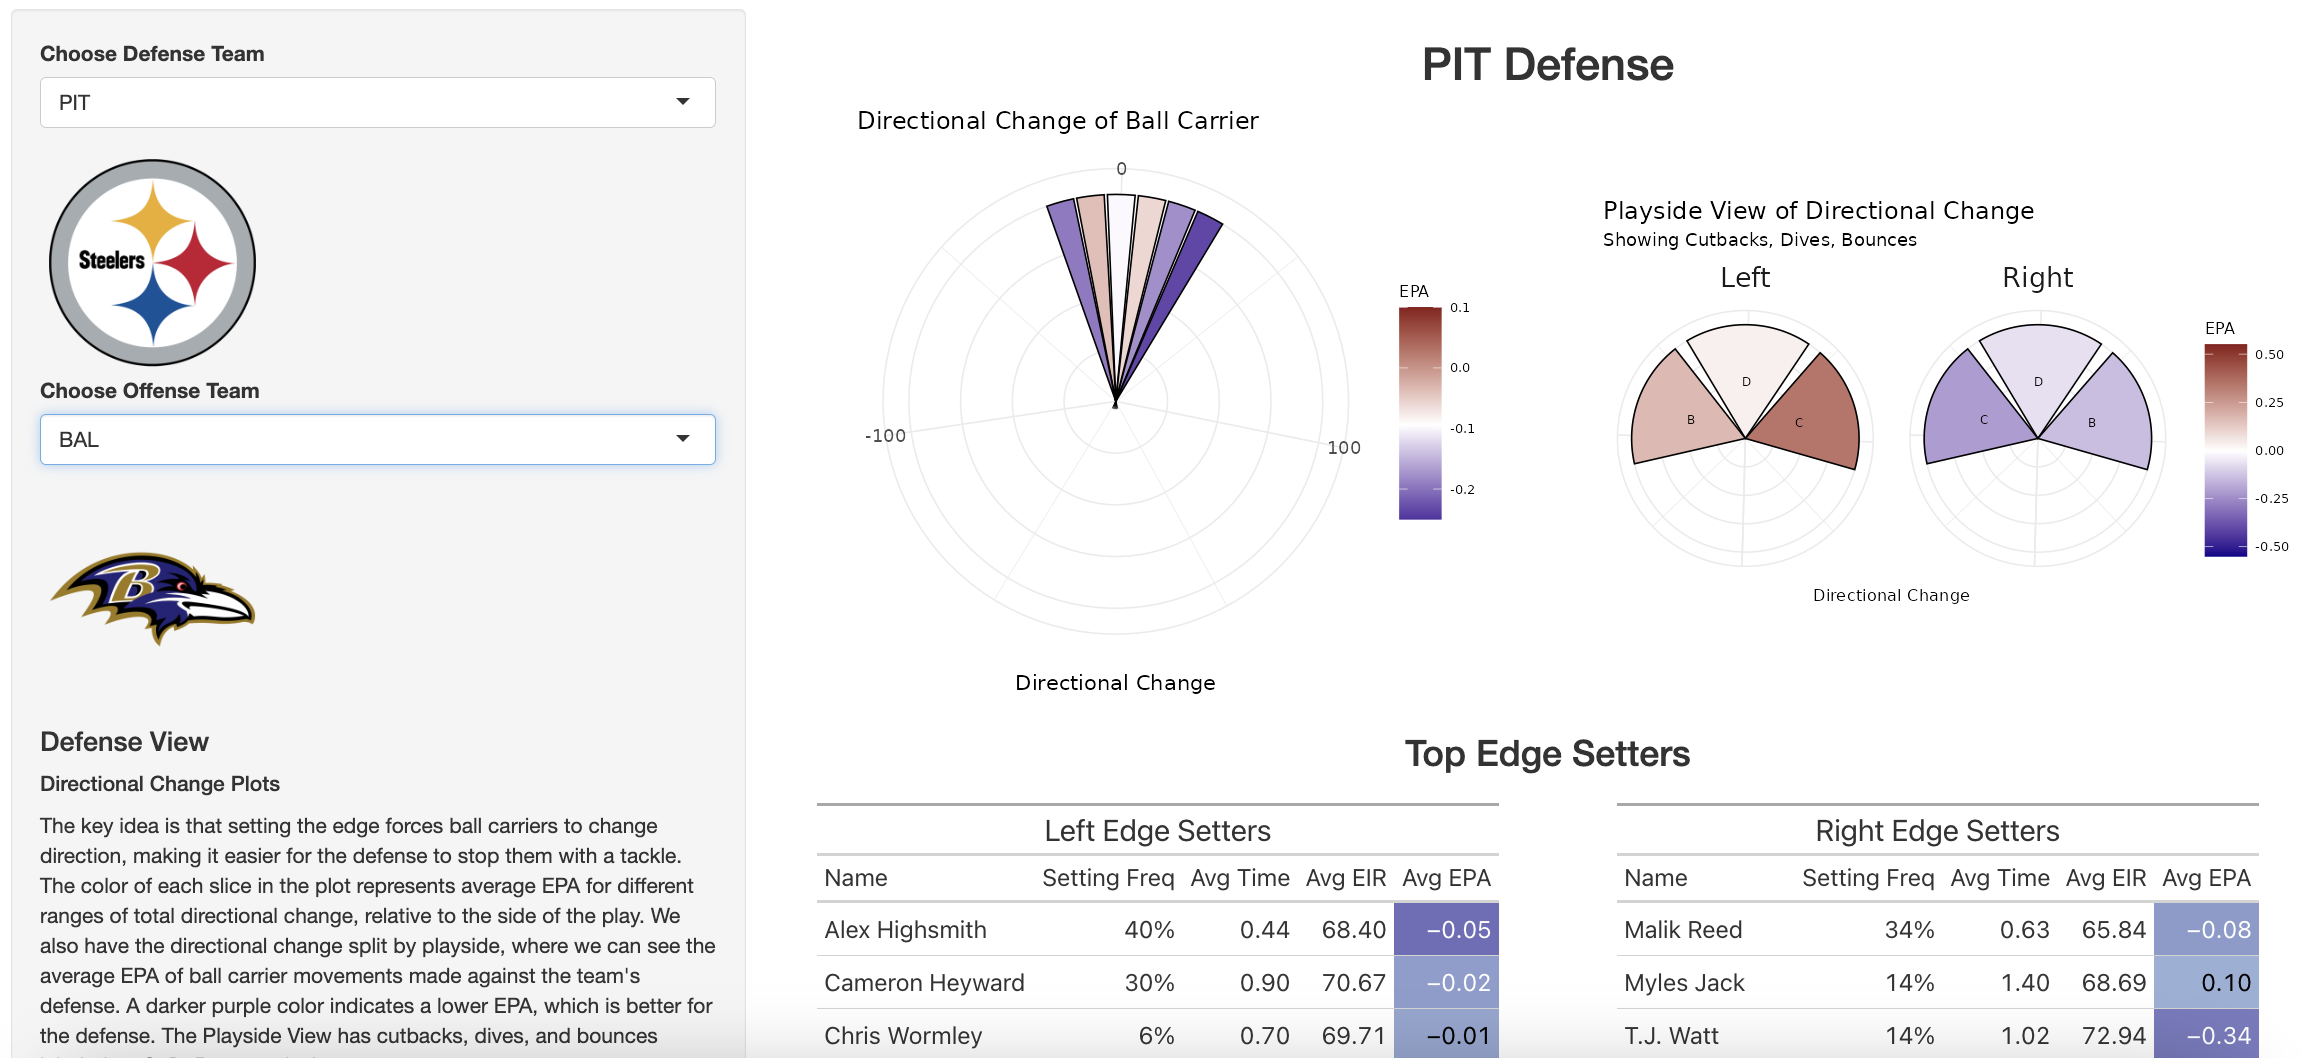 Choose Defense Team
PIT
Steelers
Choose Offense Team
BAL
B
Defense View
Directional Change Plots
The key idea is that setting the edge forces ball carriers to change
direction, making it easier for the defense to stop them with a tackle.
The color of each slice in the plot represents average EPA for different
ranges of total directional change, relative to the side of the play. We
also have the directional change split by playside, where we can see the
average EPA of ball carrier movements made against the team's
defense. A darker purple color indicates a lower EPA, which is better for
the defense. The Playside View has cutbacks, dives, and bounces
PIT Defense
Directional Change of Ball Carrier
0
-100
100
Directional Change
EPA
0.1
0.0
-0.1
-0.2
Playside View of Directional Change
Showing Cutbacks, Dives, Bounces
Left
Right
B
D
C
C
D
B
EPA
0.50
0.25
0.00
-0.25
-0.50
Directional Change
Top Edge Setters
Left Edge Setters
Name Setting Freq Avg Time Avg EIR Avg EPA
Alex Highsmith 40% 0.44 68.40 −0.05
Cameron Heyward 30% 0.90 70.67 −0.02
Chris Wormley 6% 0.70 69.71 −0.01
Right Edge Setters
Name Setting Freq Avg Time Avg EIR Avg EPA
Malik Reed 34% 0.63 65.84 −0.08
Myles Jack 14% 1.40 68.69 0.10
T.J. Watt 14% 1.02 72.94 −0.34